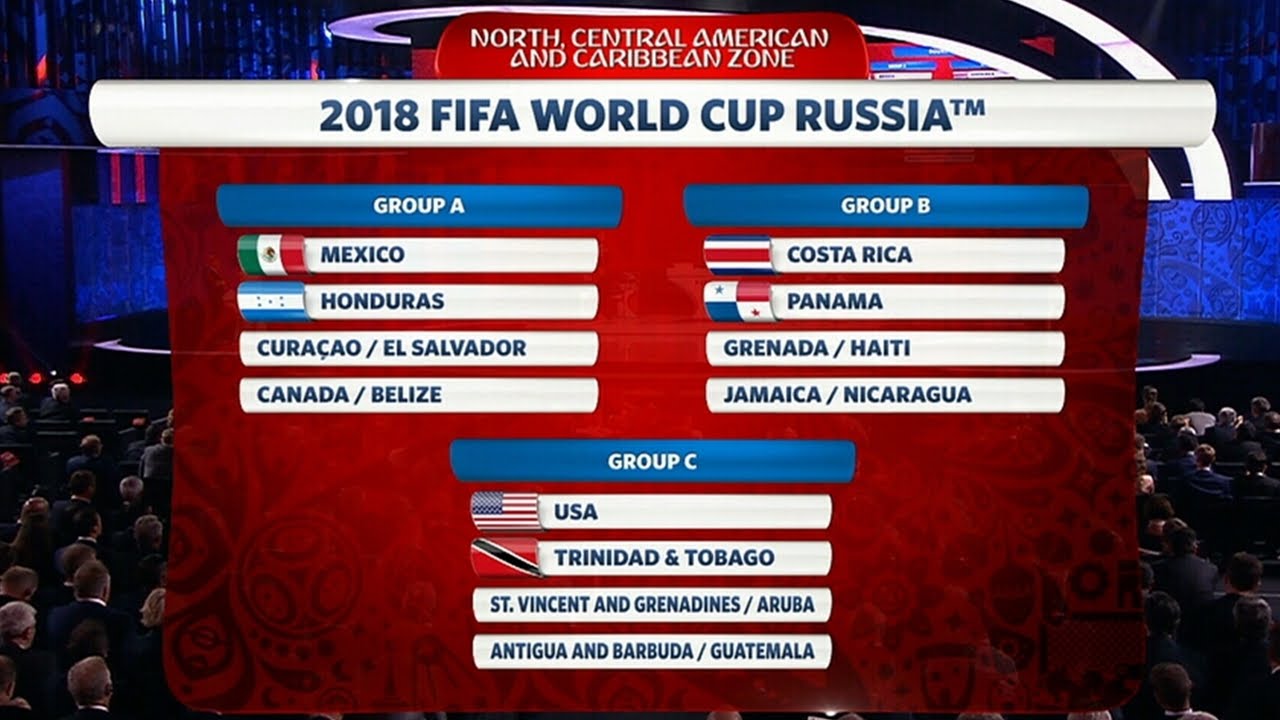 NORTH, CENTRAL AMERICAN
AND CARIBBEAN ZONE
2018 FIFA WORLD CUP RUSSIA™
GROUP A
MEXICO
HONDURAS
CURAÇAO / EL SALVADOR
CANADA / BELIZE
GROUP B
COSTA RICA
PANAMA
GRENADA / HAITI
JAMAICA / NICARAGUA
GROUP C
USA
TRINIDAD & TOBAGO
ST. VINCENT AND GRENADINES / ARUBA
ANTIGUA AND BARBUDA / GUATEMALA